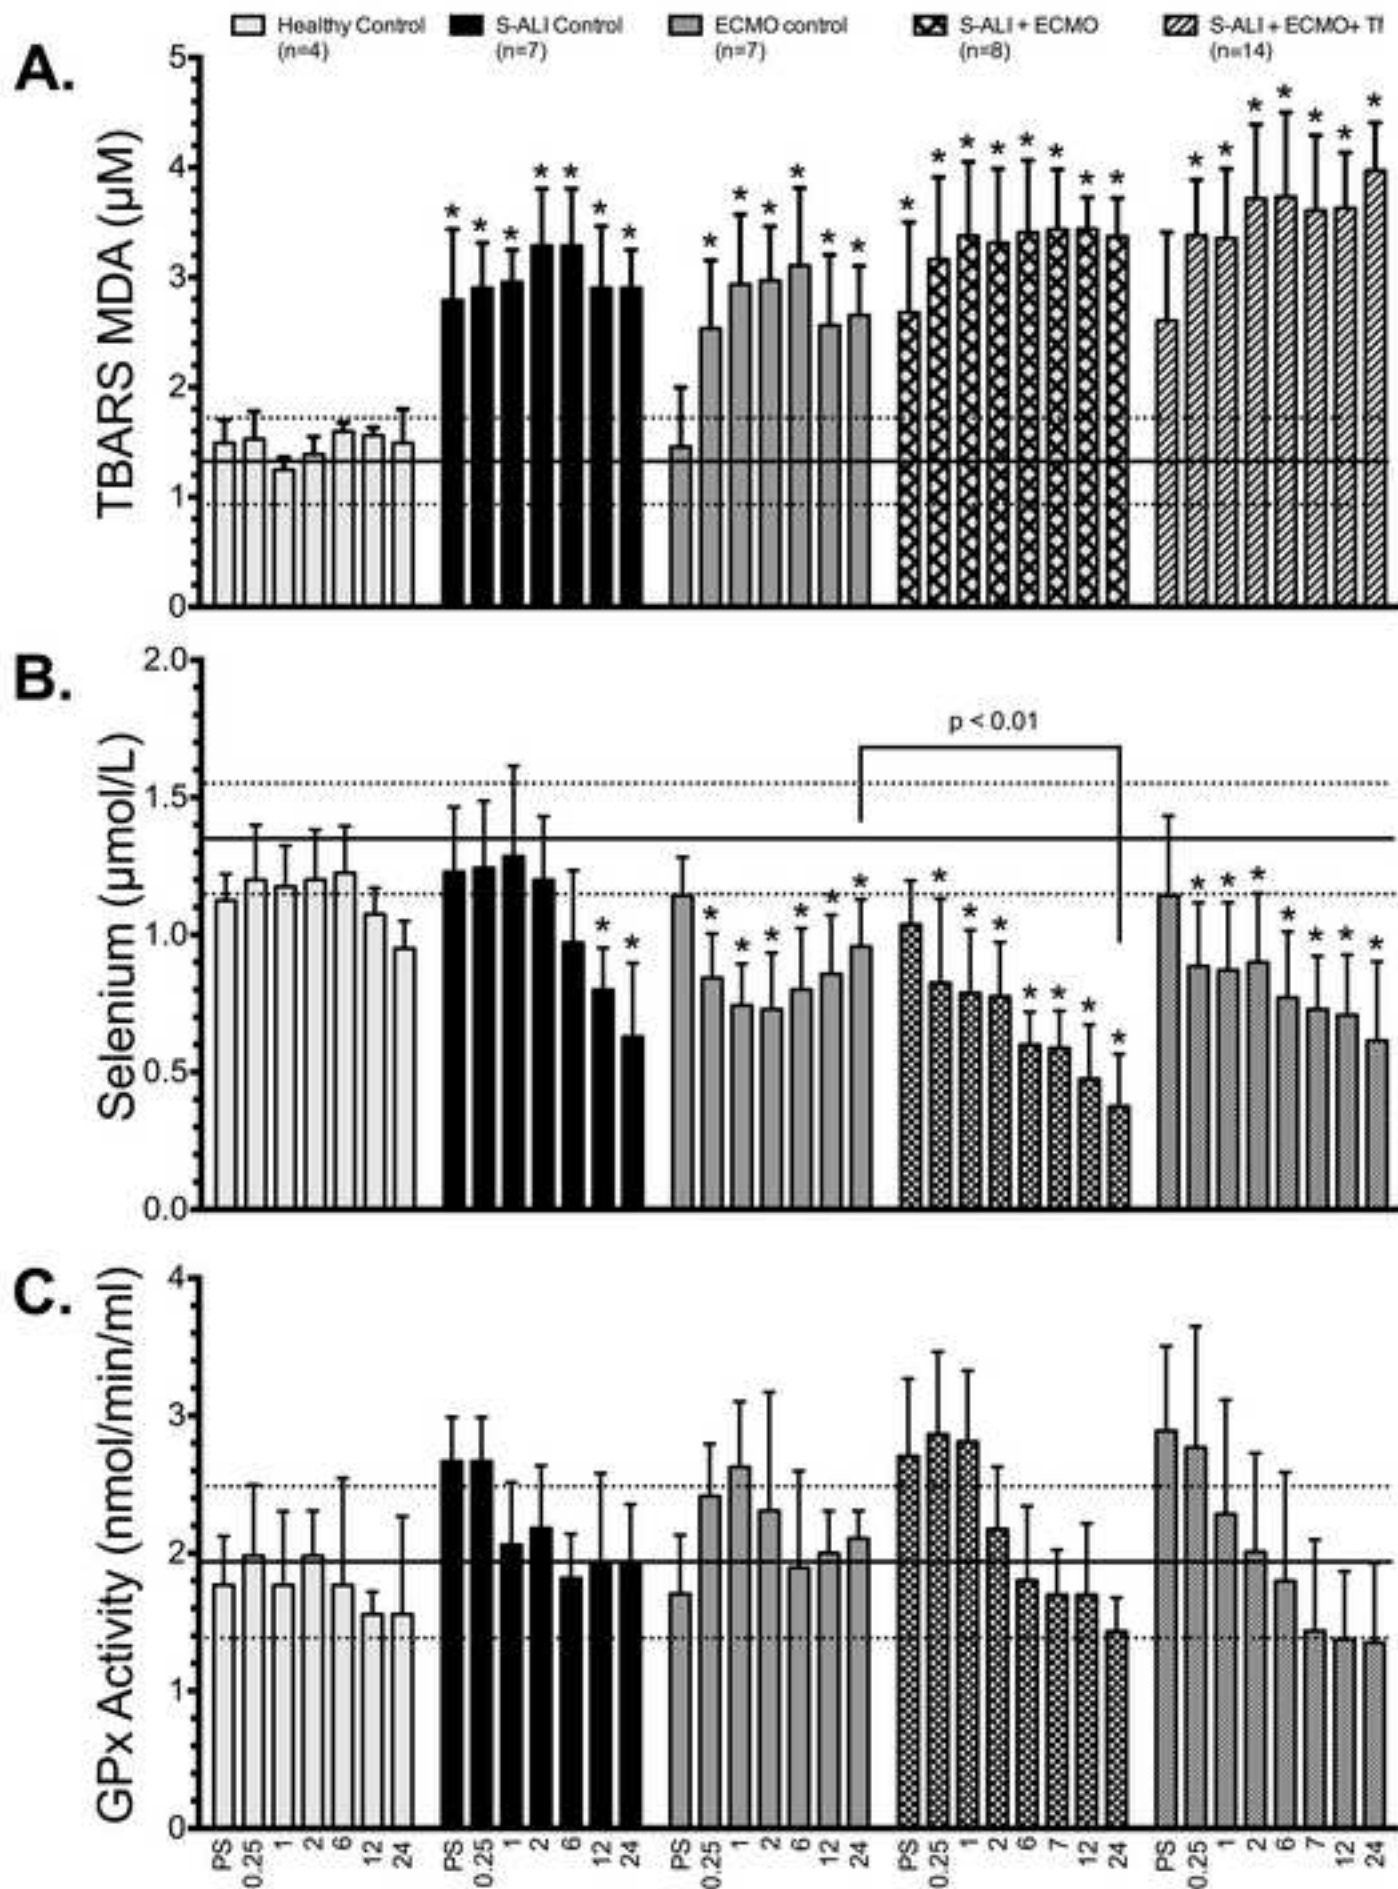 Healthy Control (n=4)
S-ALI Control (n=7)
ECMO control (n=7)
S-ALI + ECMO (n=8)
S-ALI + ECMO+ Tf (n=14)
A.
TBARS MDA (μM)
5
4
3
2
1
0
* * * * * * *
* * * * * *
* * * * * * * *
* * * * * * *
B.
Selenium (μmol/L)
2.0
1.5
1.0
0.5
0.0
p < 0.01
* *
* * * * * *
* * * * * * *
* * * * * * *
C.
GPx Activity (nmol/min/ml)
4
3
2
1
0
PS 0.25 1 2 6 12 24
PS 0.25 1 2 6 12 24
PS 0.25 1 2 6 12 24
PS 0.25 1 2 6 7 12 24
PS 0.25 1 2 6 7 12 24